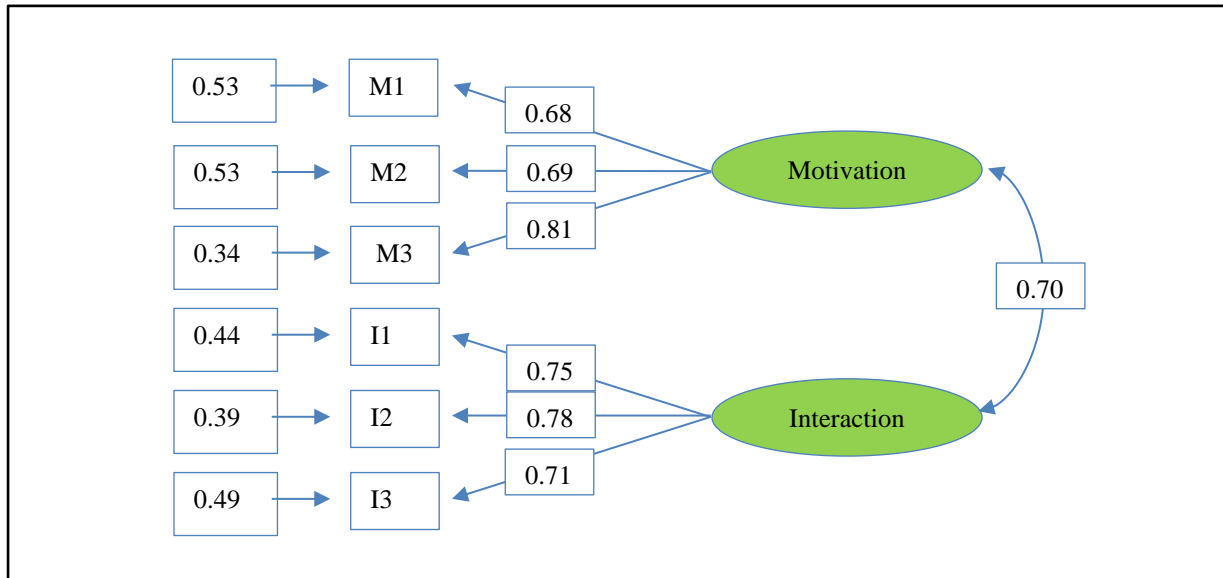 0.53 M1
0.68
Motivation
0.53 M2
0.69
0.34 M3
0.81
0.70
0.44 I1
0.75
Interaction
0.39 I2
0.78
0.49 I3
0.71